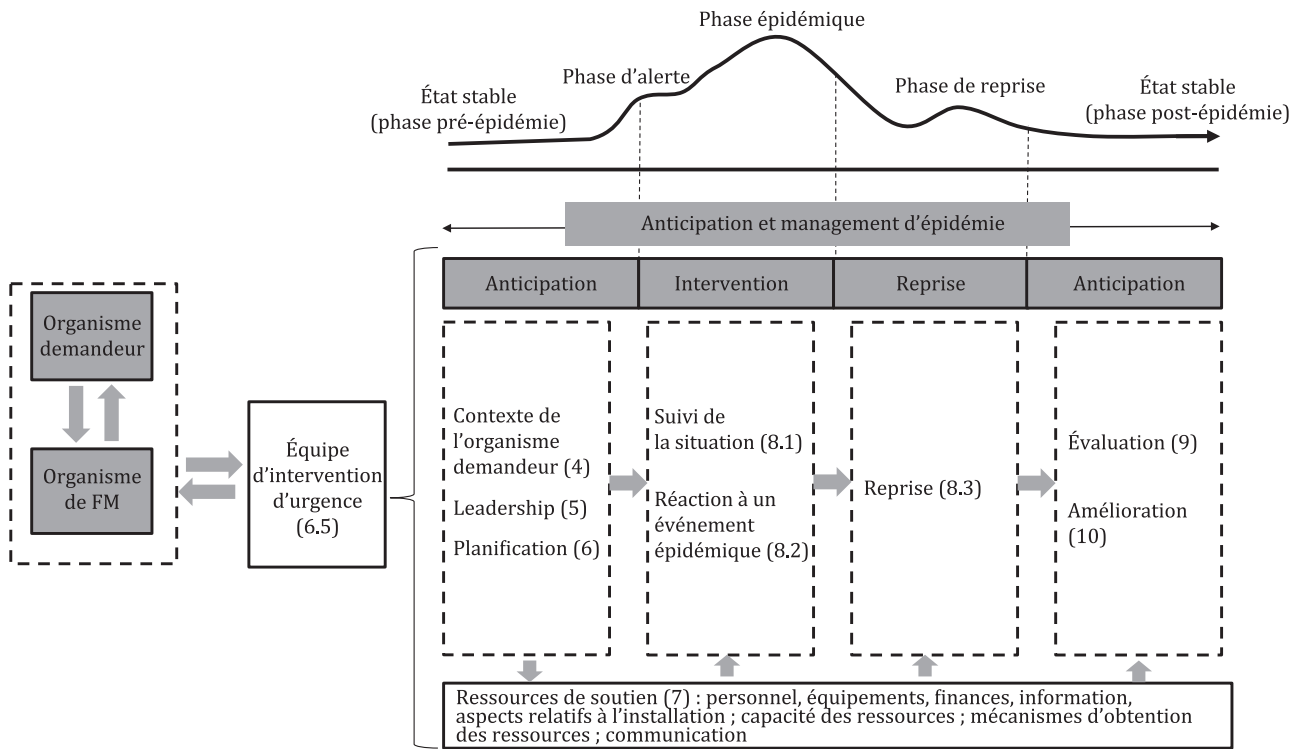 Phase épidémique
Phase d’alerte
Phase de reprise
État stable
(phase pré-épidémie)
État stable
(phase post-épidémie)
Anticipation et management d’épidémie
Anticipation
Intervention
Reprise
Anticipation
Organisme
demandeur
Organisme
de FM
Équipe
d’intervention
d’urgence
(6.5)
Contexte de
l’organisme
demandeur (4)
Leadership (5)
Planification (6)
Suivi de
la situation (8.1)
Réaction à un
événement
épidémique (8.2)
Reprise (8.3)
Évaluation (9)
Amélioration
(10)
Ressources de soutien (7) : personnel, équipements, finances, information,
aspects relatifs à l’installation ; capacité des ressources ; mécanismes d’obtention
des ressources ; communication